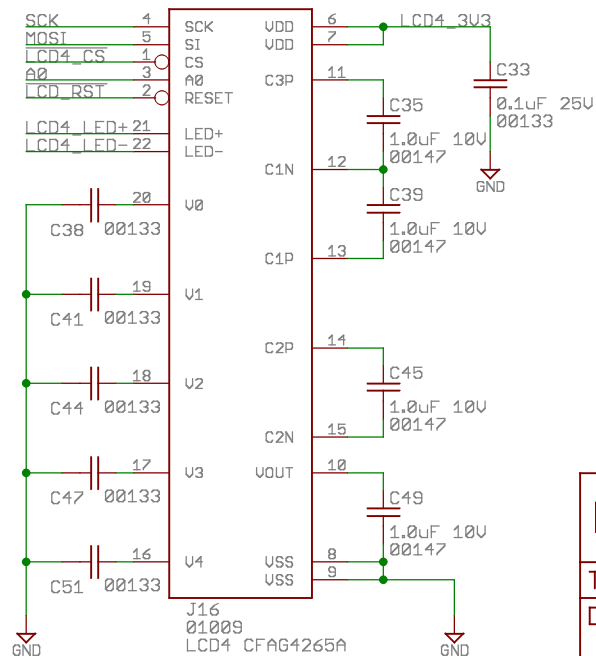 SCK 4 SCK
MOSI 5 SI
LCD4_CS 1 CS
A0 3 A0
LCD_RST 2 RESET
LCD4_LED+ 21 LED+
LCD4_LED- 22 LED-
20 V0
C38 00133
19 V1
C41 00133
18 V2
C44 00133
17 V3
C47 00133
16 V4
C51 00133
GND
VDD 6 LCD4_3V3
VDD 7
C33
0.1uF 25V
00133
GND
C3P 11
C35
1.0uF 10V
00147
C1N 12
C39
1.0uF 10V
00147
C1P 13
C2P 14
C45
1.0uF 10V
00147
C2N 15
VOUT 10
C49
1.0uF 10V
00147
VSS 8
VSS 9
GND
J16
01009
LCD4 CFAG4265A